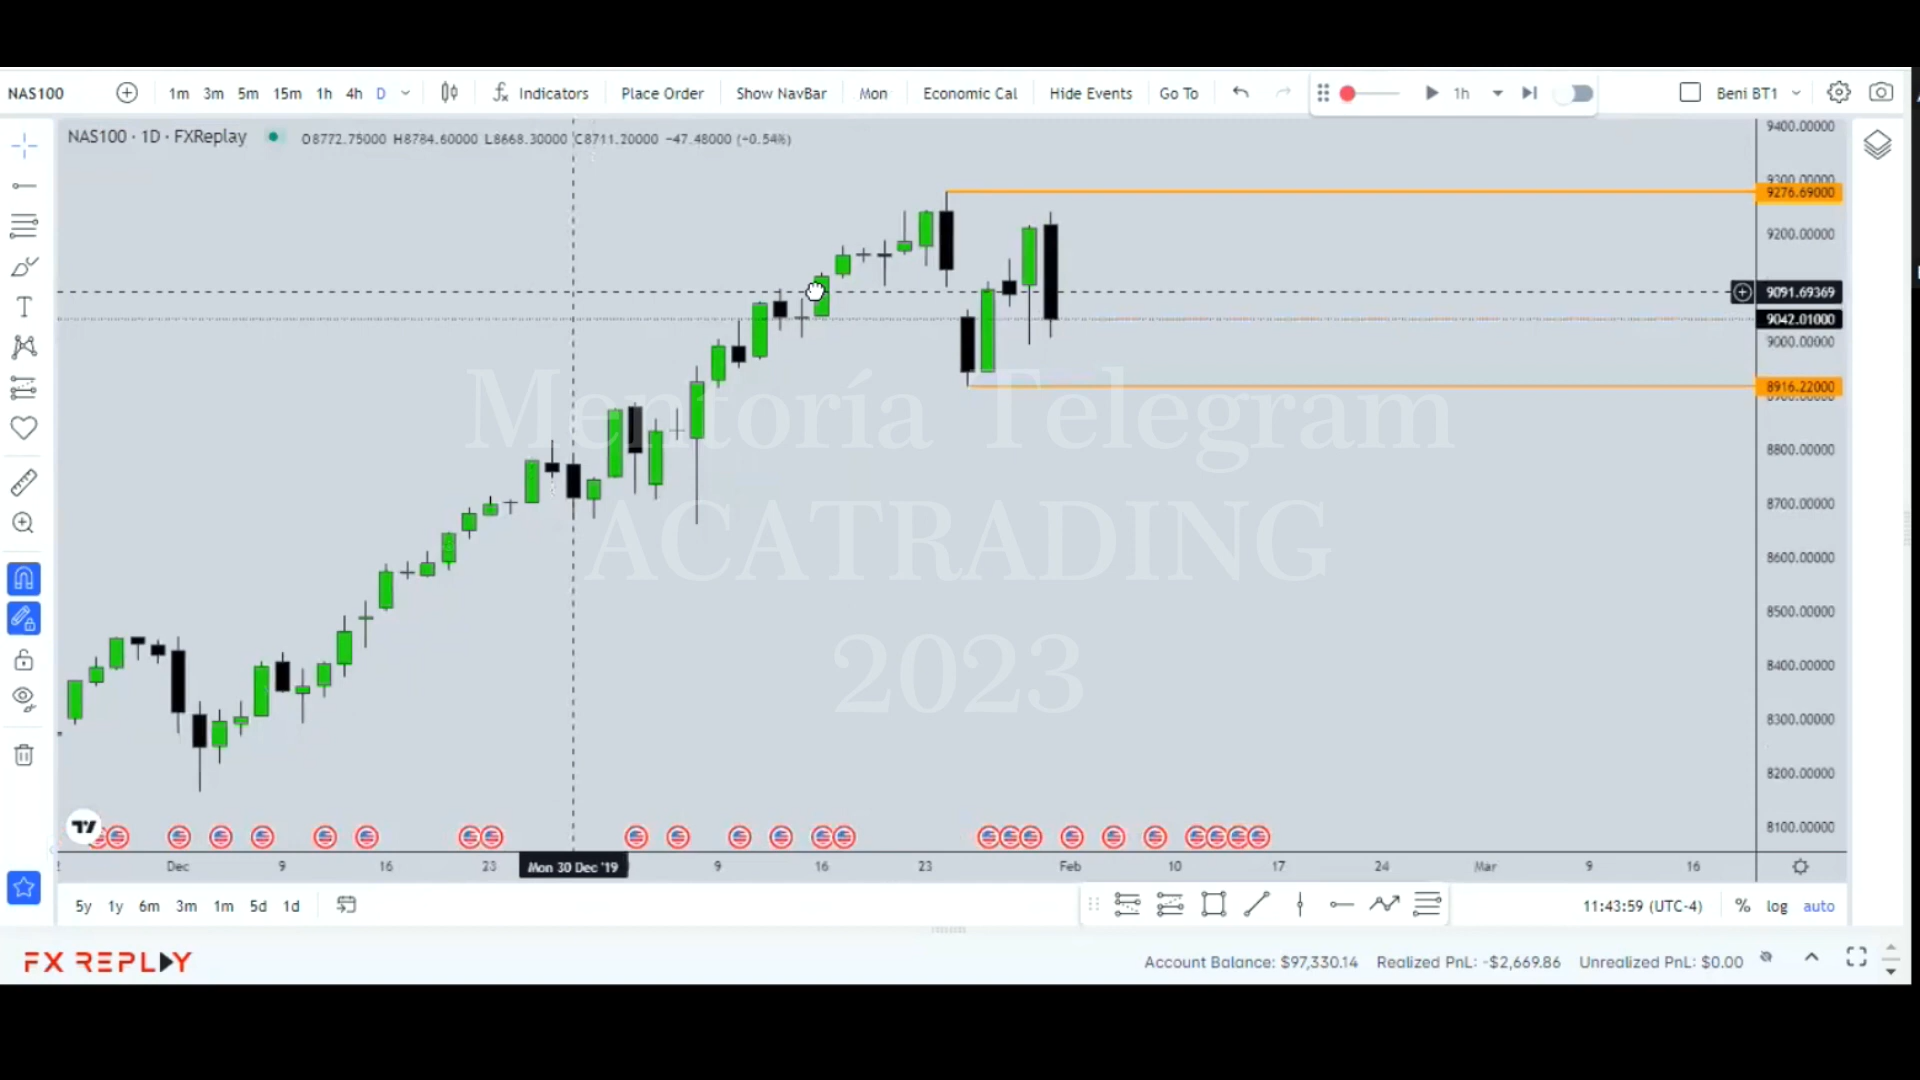 NAS100 1m 3m 5m 15m 1h 4h D Indicators Place Order Show NavBar Mon Economic Cal Hide Events Go To 1h Beni BT1
NAS100 · 1D · FXReplay O8772.75000 H8784.60000 L8668.30000 C8711.20000 −47.48000 (−0.54%)
9400.00000
9300.00000
9276.69000
9200.00000
9091.69369
9042.01000
9000.00000
8916.22000
8900.00000
8800.00000
8700.00000
8600.00000
8500.00000
8400.00000
8300.00000
8200.00000
8100.00000
Mentoría Telegram
ACATRADING
2023
Dec 9 16 23 Mon 30 Dec '19 9 16 23 Feb 10 17 24 Mar 9 16
5y 1y 6m 3m 1m 5d 1d 11:43:59 (UTC-4) % log auto
FX REPLAY Account Balance: $97,330.14 Realized PnL: -$2,669.86 Unrealized PnL: $0.00